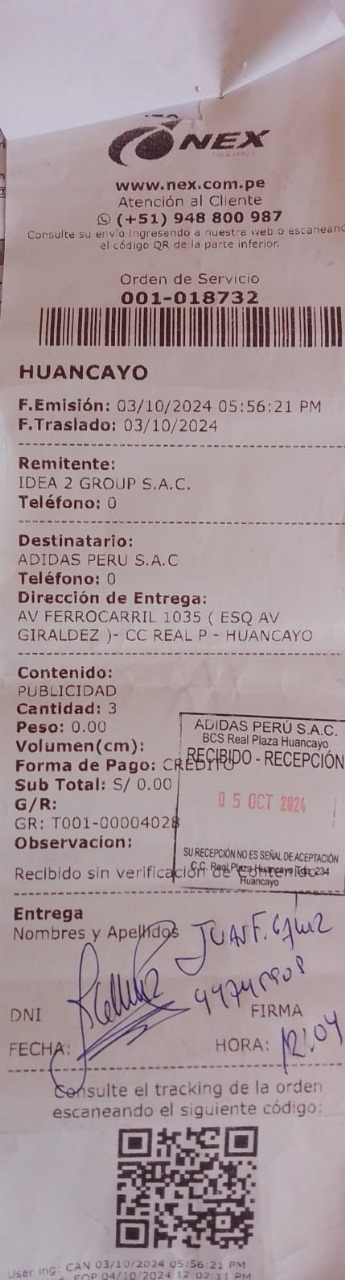 NEX
www.nex.com.pe
Atención al Cliente
(+51) 948 800 987
Consulte su envío ingresando a nuestra web o escaneando
el código QR de la parte inferior.
Orden de Servicio
001-018732
HUANCAYO
F.Emisión: 03/10/2024 05:56:21 PM
F.Traslado: 03/10/2024
Remitente:
IDEA 2 GROUP S.A.C.
Teléfono: 0
Destinatario:
ADIDAS PERU S.A.C
Teléfono: 0
Dirección de Entrega:
AV FERROCARRIL 1035 ( ESQ AV
GIRALDEZ )- CC REAL P - HUANCAYO
Contenido:
PUBLICIDAD
Cantidad: 3
Peso: 0.00
Volumen(cm):
Forma de Pago: CREDITO
Sub Total: S/ 0.00
G/R:
GR: T001-00004028
Observacion:
Recibido sin verificación de contenido
ADIDAS PERÚ S.A.C.
BCS Real Plaza Huancayo
RECIBIDO - RECEPCIÓN
05 OCT 2024
SU RECEPCIÓN NO ES SEÑAL DE ACEPTACIÓN
C.C. Real Plaza Huancayo Tda. 234
Huancayo
Entrega
Nombres y Apellidos
JUAN F.
DNI
FIRMA
FECHA:
HORA: 12:04
Consulte el tracking de la orden
escaneando el siguiente código:
User ing: CAN 03/10/2024 05:56:21 PM
EOP 04/10/2024 12:02:11 PM